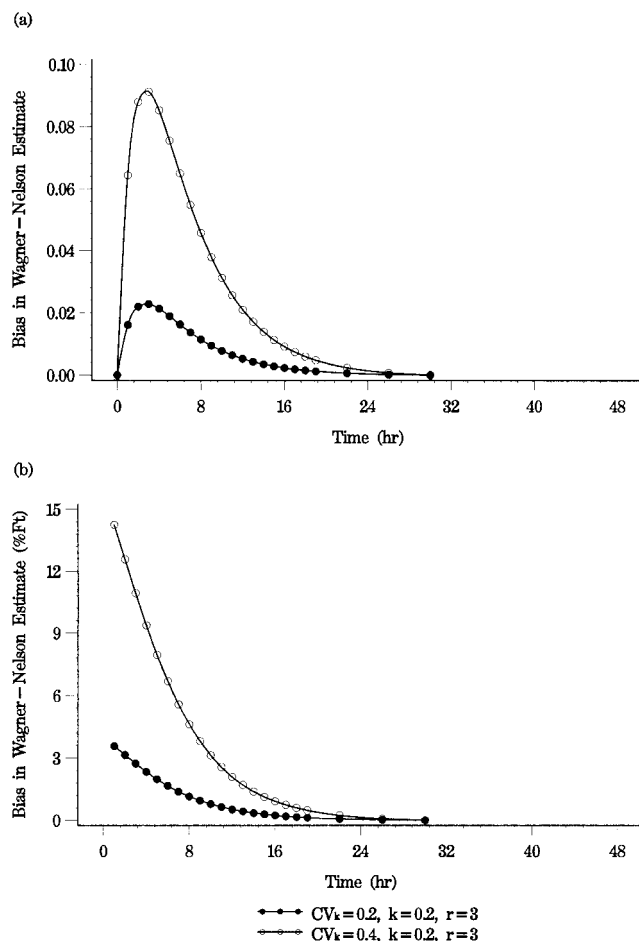 (a)
0.10
0.08
0.06
0.04
0.02
0.00
Bias in Wagner–Nelson Estimate
0 8 16 24 32 40 48
Time (hr)
(b)
15
12
9
6
3
0
Bias in Wagner–Nelson Estimate (%Ft)
0 8 16 24 32 40 48
Time (hr)
CVk=0.2, k=0.2, r=3
CVk=0.4, k=0.2, r=3